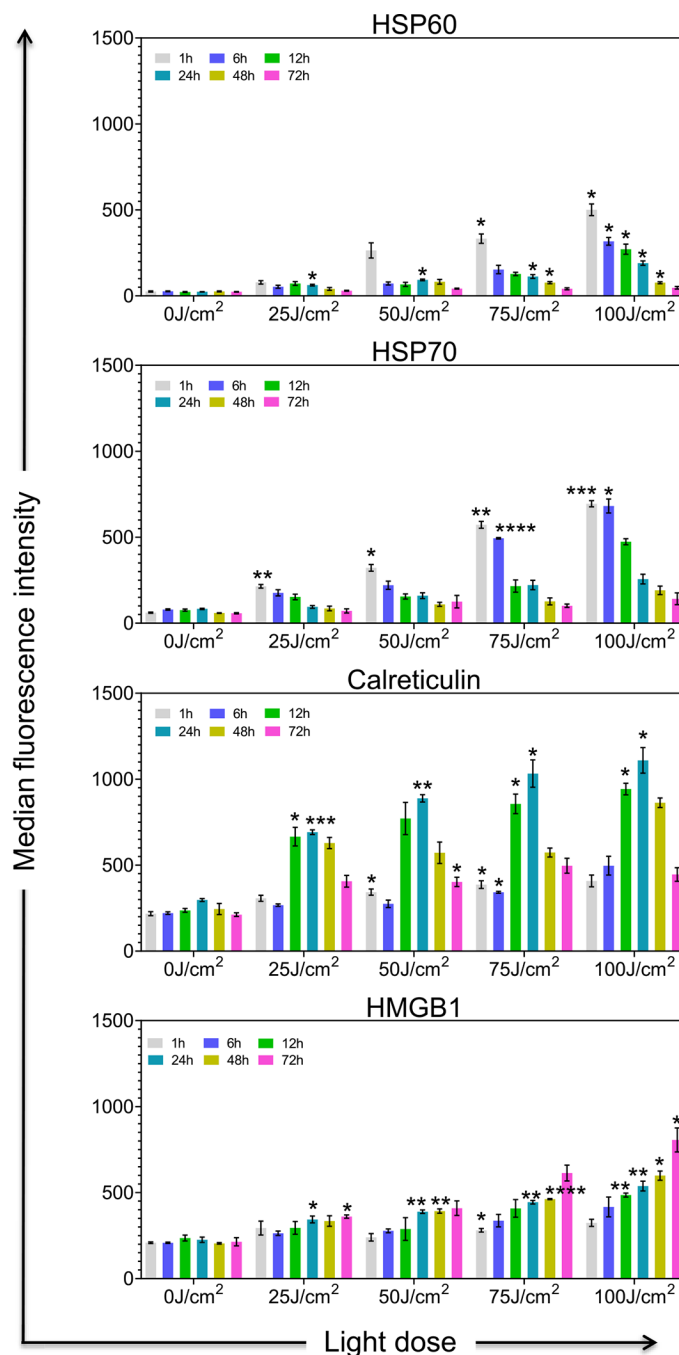 Median fluorescence intensity
HSP60
1500
1h 6h 12h
24h 48h 72h
1000
500
*
*
* * *
* * * * *
0
0J/cm² 25J/cm² 50J/cm² 75J/cm² 100J/cm²
HSP70
1500
1h 6h 12h
24h 48h 72h
1000
500
**
*
** ****
*** *
0
0J/cm² 25J/cm² 50J/cm² 75J/cm² 100J/cm²
Calreticulin
1500
1h 6h 12h
24h 48h 72h
1000
500
* ***
* ** *
* * * *
* *
0
0J/cm² 25J/cm² 50J/cm² 75J/cm² 100J/cm²
HMGB1
1500
1h 6h 12h
24h 48h 72h
1000
500
* *
** **
* ** ****
** ** * *
0
0J/cm² 25J/cm² 50J/cm² 75J/cm² 100J/cm²
Light dose